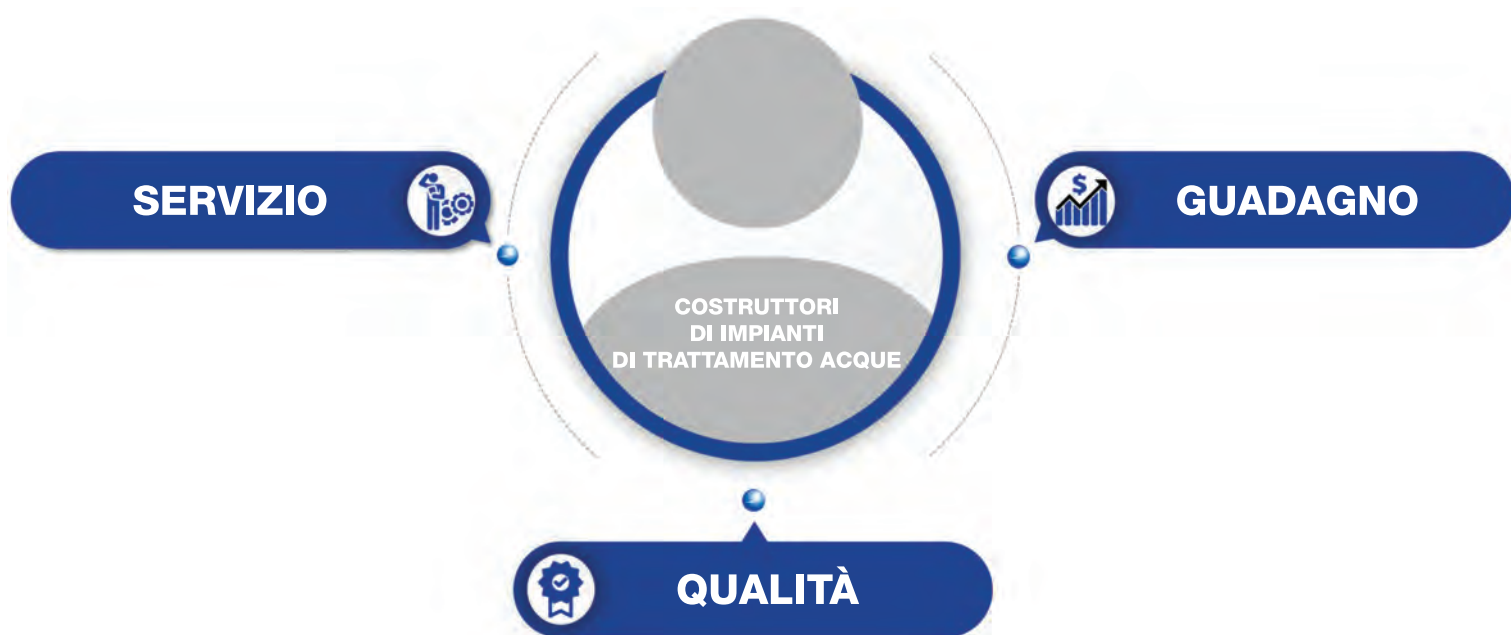 SERVIZIO
GUADAGNO
COSTRUTTORI
DI IMPIANTI
DI TRATTAMENTO ACQUE
QUALITÀ